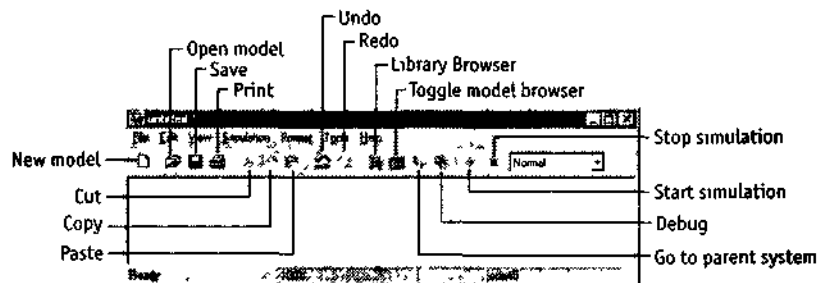 Undo
Open model
Redo
Save
Library Browser
Print
Toggle model browser
File Edit View Simulation Format Tools Help
Stop simulation
New model
Normal
Cut
Start simulation
Copy
Debug
Paste
Go to parent system
Ready